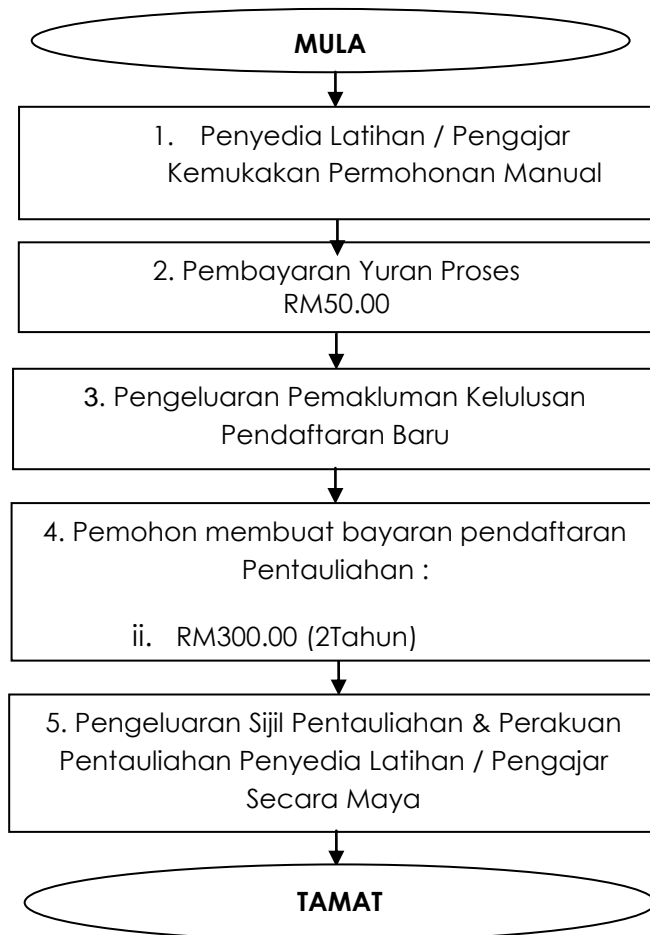 MULA
1. Penyedia Latihan / Pengajar
Kemukakan Permohonan Manual
2. Pembayaran Yuran Proses
RM50.00
3. Pengeluaran Pemakluman Kelulusan
Pendaftaran Baru
4. Pemohon membuat bayaran pendaftaran
Pentauliahan :
ii. RM300.00 (2Tahun)
5. Pengeluaran Sijil Pentauliahan & Perakuan
Pentauliahan Penyedia Latihan / Pengajar
Secara Maya
TAMAT